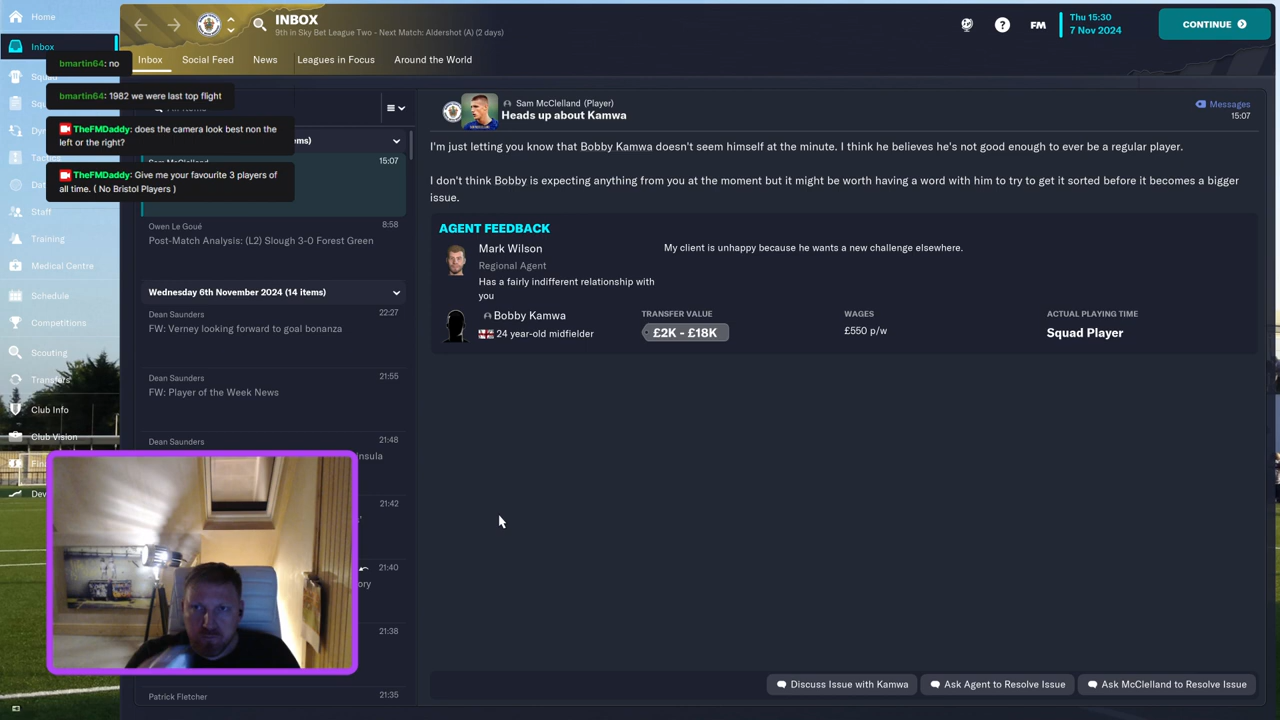 Home
INBOX
9th in Sky Bet League Two - Next Match: Aldershot (A) (2 days)
FM
Thu 15:30
7 Nov 2024
CONTINUE
Inbox
bmartin64: no
Inbox
Social Feed
News
Leagues in Focus
Around the World
bmartin64: 1982 we were last top flight
TheFMDaddy: does the camera look best non the
left or the right?
TheFMDaddy: Give me your favourite 3 players of
all time. ( No Bristol Players )
15:07
Owen Le Goué
8:58
Post-Match Analysis: (L2) Slough 3-0 Forest Green
Wednesday 6th November 2024 (14 items)
Dean Saunders
22:27
FW: Verney looking forward to goal bonanza
Dean Saunders
21:55
FW: Player of the Week News
Dean Saunders
21:48
21:42
21:40
21:38
Patrick Fletcher
21:35
Staff
Training
Medical Centre
Schedule
Competitions
Scouting
Transfers
Club Info
Club Vision
Sam McClelland (Player)
Heads up about Kamwa
Messages
15:07
I'm just letting you know that Bobby Kamwa doesn't seem himself at the minute. I think he believes he's not good enough to ever be a regular player.
I don't think Bobby is expecting anything from you at the moment but it might be worth having a word with him to try to get it sorted before it becomes a bigger
issue.
AGENT FEEDBACK
Mark Wilson
Regional Agent
Has a fairly indifferent relationship with
you
My client is unhappy because he wants a new challenge elsewhere.
Bobby Kamwa
24 year-old midfielder
TRANSFER VALUE
£2K - £18K
WAGES
£550 p/w
ACTUAL PLAYING TIME
Squad Player
Discuss Issue with Kamwa
Ask Agent to Resolve Issue
Ask McClelland to Resolve Issue